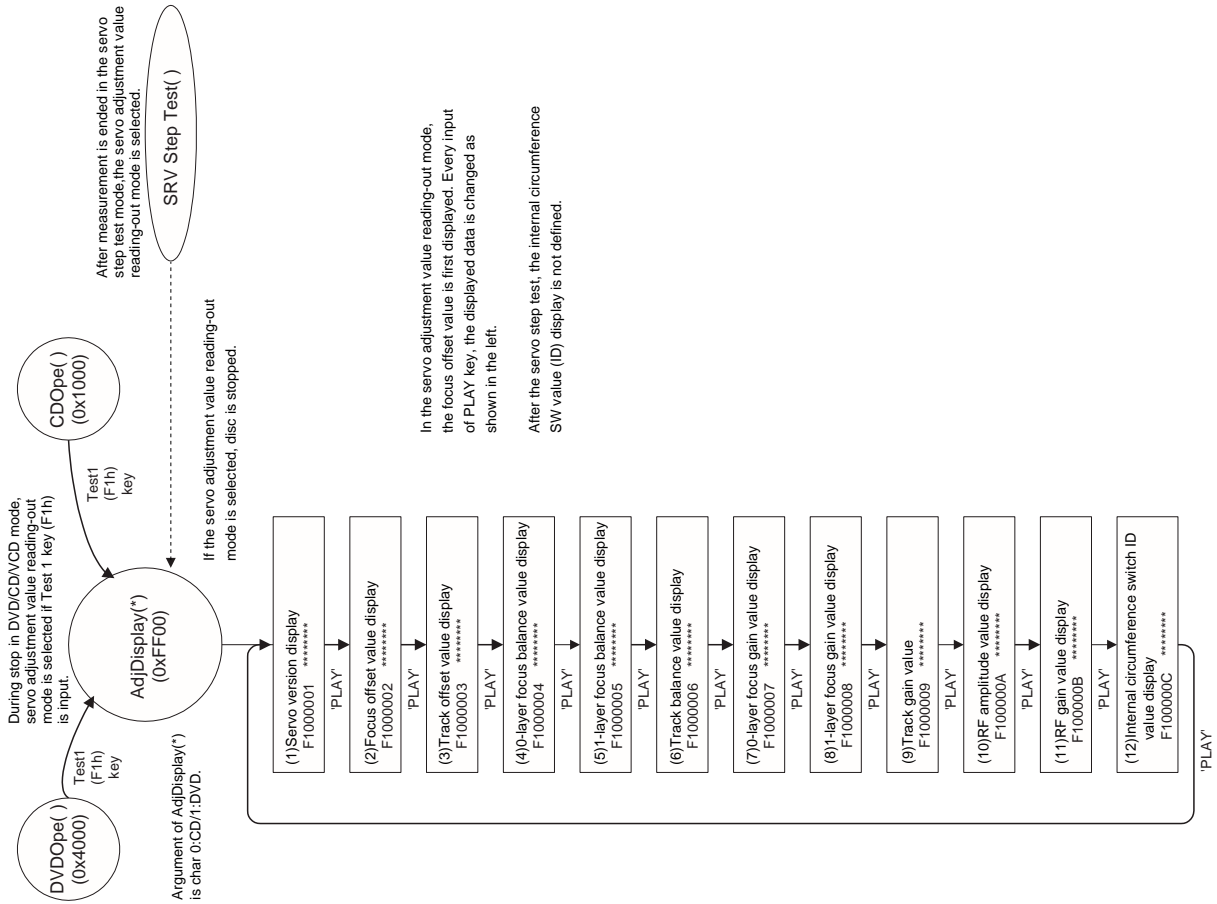 During stop in DVD/CD/VCD mode,
servo adjustment value reading-out
mode is selected if Test 1 key (F1h)
is input.
DVDOpe( )
(0x4000)
Test1
(F1h)
key
AdjDisplay(*)
(0xFF00)
Argument of AdjDisplay(*)
is char 0:CD/1:DVD.
CDOpe( )
(0x1000)
Test1
(F1h)
key
After measurement is ended in the servo
step test mode,the servo adjustment value
reading-out mode is selected.
SRV Step Test( )
If the servo adjustment value reading-out
mode is selected, disc is stopped.
(1)Servo version display
F1000001 ********
'PLAY'
(2)Focus offset value display
F1000002 ********
'PLAY'
(3)Track offset value display
F1000003 ********
'PLAY'
(4)0-layer focus balance value display
F1000004 ********
'PLAY'
(5)1-layer focus balance value display
F1000005 ********
'PLAY'
(6)Track balance value display
F1000006 ********
'PLAY'
(7)0-layer focus gain value display
F1000007 ********
'PLAY'
(8)1-layer focus gain value display
F1000008 ********
'PLAY'
(9)Track gain value
F1000009 ********
'PLAY'
(10)RF amplitude value display
F100000A ********
'PLAY'
(11)RF gain value display
F100000B ********
'PLAY'
(12)Internal circumference switch ID
value display
F100000C ********
'PLAY'
In the servo adjustment value reading-out mode,
the focus offset value is first displayed. Every input
of PLAY key, the displayed data is changed as
shown in the left.
After the servo step test, the internal circumference
SW value (ID) display is not defined.